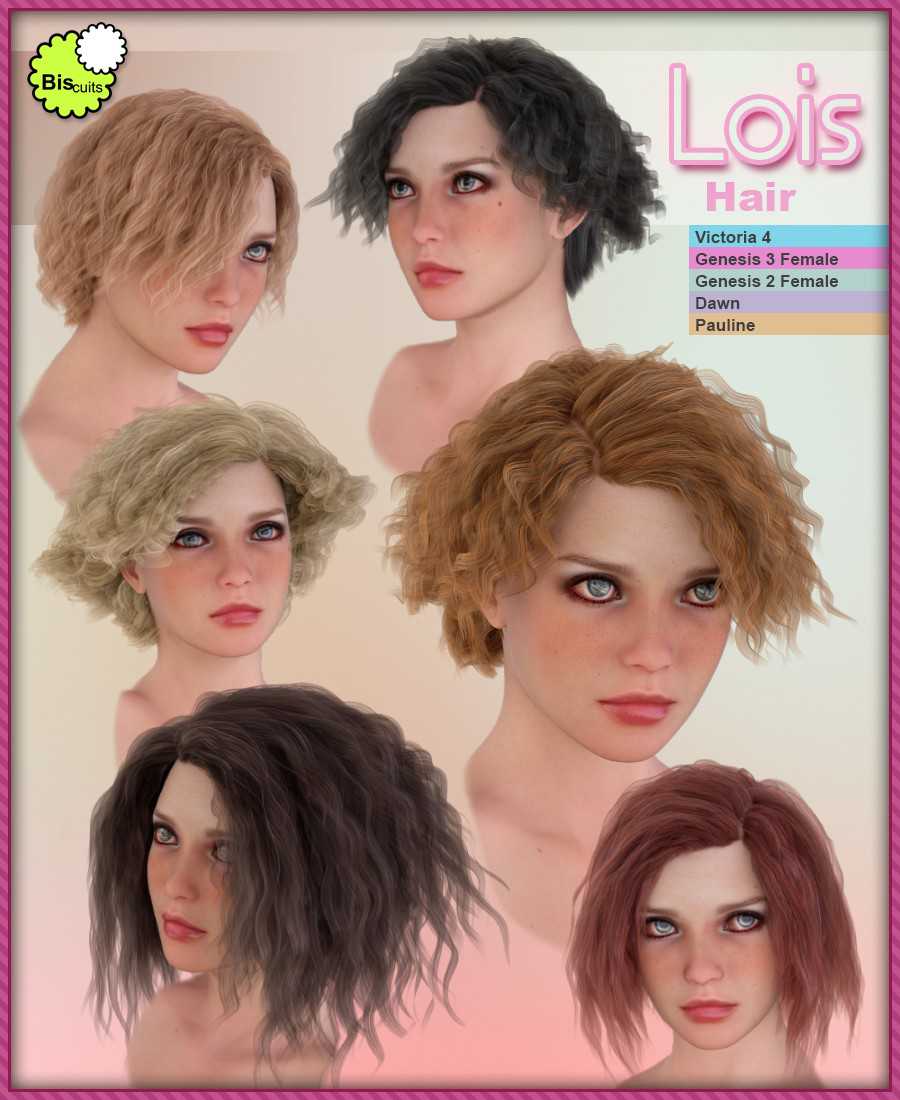 Biscuits
Lois
Hair
Victoria 4
Genesis 3 Female
Genesis 2 Female
Dawn
Pauline